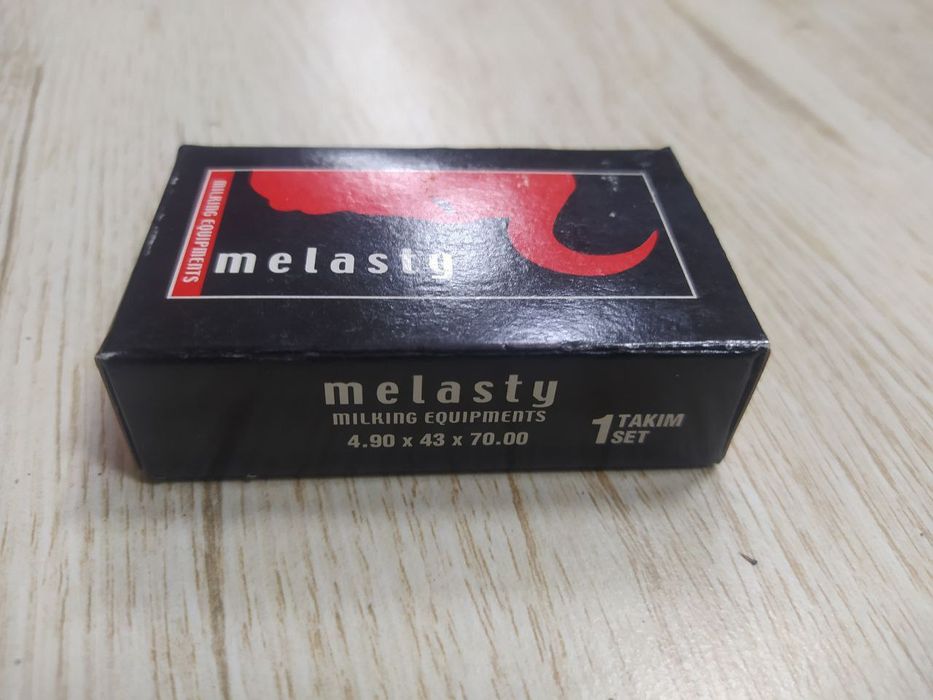 MILKING EQUIPMENTS
melasty
melasty
MILKING EQUIPMENTS
4.90 x 43 x 70.00
1 TAKIM
SET